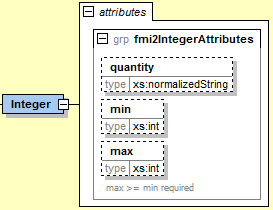 attributes
grp fmi2IntegerAttributes
quantity
type xs:normalizedString
Integer
min
type xs:int
max
type xs:int
max >= min required